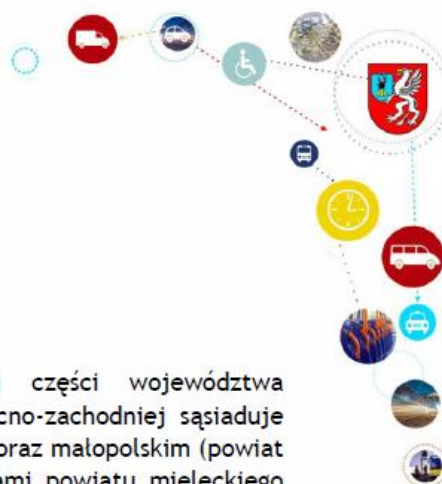 części województwa
cno-zachodniej sąsiaduje
oraz małopolskim (powiat
ami powiatu mieleckiego